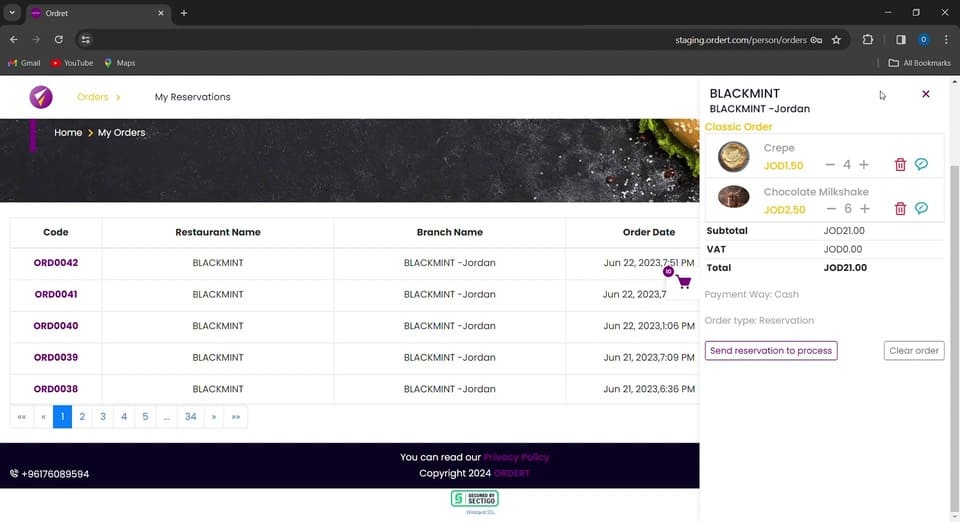 Ordret
staging.ordert.com/person/orders
Gmail YouTube Maps All Bookmarks
Orders My Reservations
Home My Orders
Code Restaurant Name Branch Name Order Date
ORD0042 BLACKMINT BLACKMINT -Jordan Jun 22, 2023,7:51 PM
ORD0041 BLACKMINT BLACKMINT -Jordan Jun 22, 2023,7
ORD0040 BLACKMINT BLACKMINT -Jordan Jun 22, 2023,1:06 PM
ORD0039 BLACKMINT BLACKMINT -Jordan Jun 21, 2023,7:09 PM
ORD0038 BLACKMINT BLACKMINT -Jordan Jun 21, 2023,6:36 PM
10
«« « 1 2 3 4 5 ... 34 » »»
You can read our Privacy Policy
+96176089594
Copyright 2024 ORDERT
SECURED BY
SECTIGO
BLACKMINT
BLACKMINT -Jordan
Classic Order
Crepe
JOD1.50 − 4 +
Chocolate Milkshake
JOD2.50 − 6 +
Subtotal JOD21.00
VAT JOD0.00
Total JOD21.00
Payment Way: Cash
Order type: Reservation
Send reservation to process Clear order